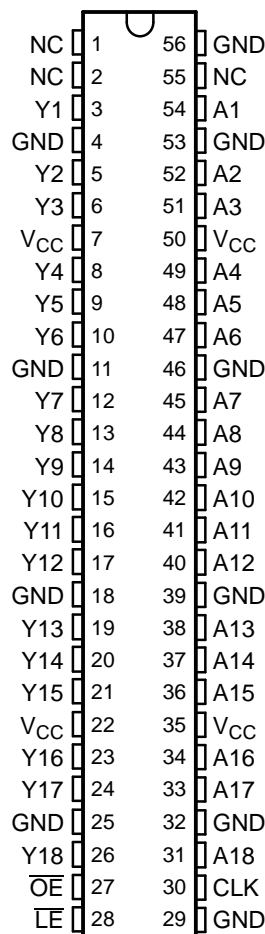 NC 1 56 GND
NC 2 55 NC
Y1 3 54 A1
GND 4 53 GND
Y2 5 52 A2
Y3 6 51 A3
VCC 7 50 VCC
Y4 8 49 A4
Y5 9 48 A5
Y6 10 47 A6
GND 11 46 GND
Y7 12 45 A7
Y8 13 44 A8
Y9 14 43 A9
Y10 15 42 A10
Y11 16 41 A11
Y12 17 40 A12
GND 18 39 GND
Y13 19 38 A13
Y14 20 37 A14
Y15 21 36 A15
VCC 22 35 VCC
Y16 23 34 A16
Y17 24 33 A17
GND 25 32 GND
Y18 26 31 A18
O̅E̅ 27 30 CLK
L̅E̅ 28 29 GND